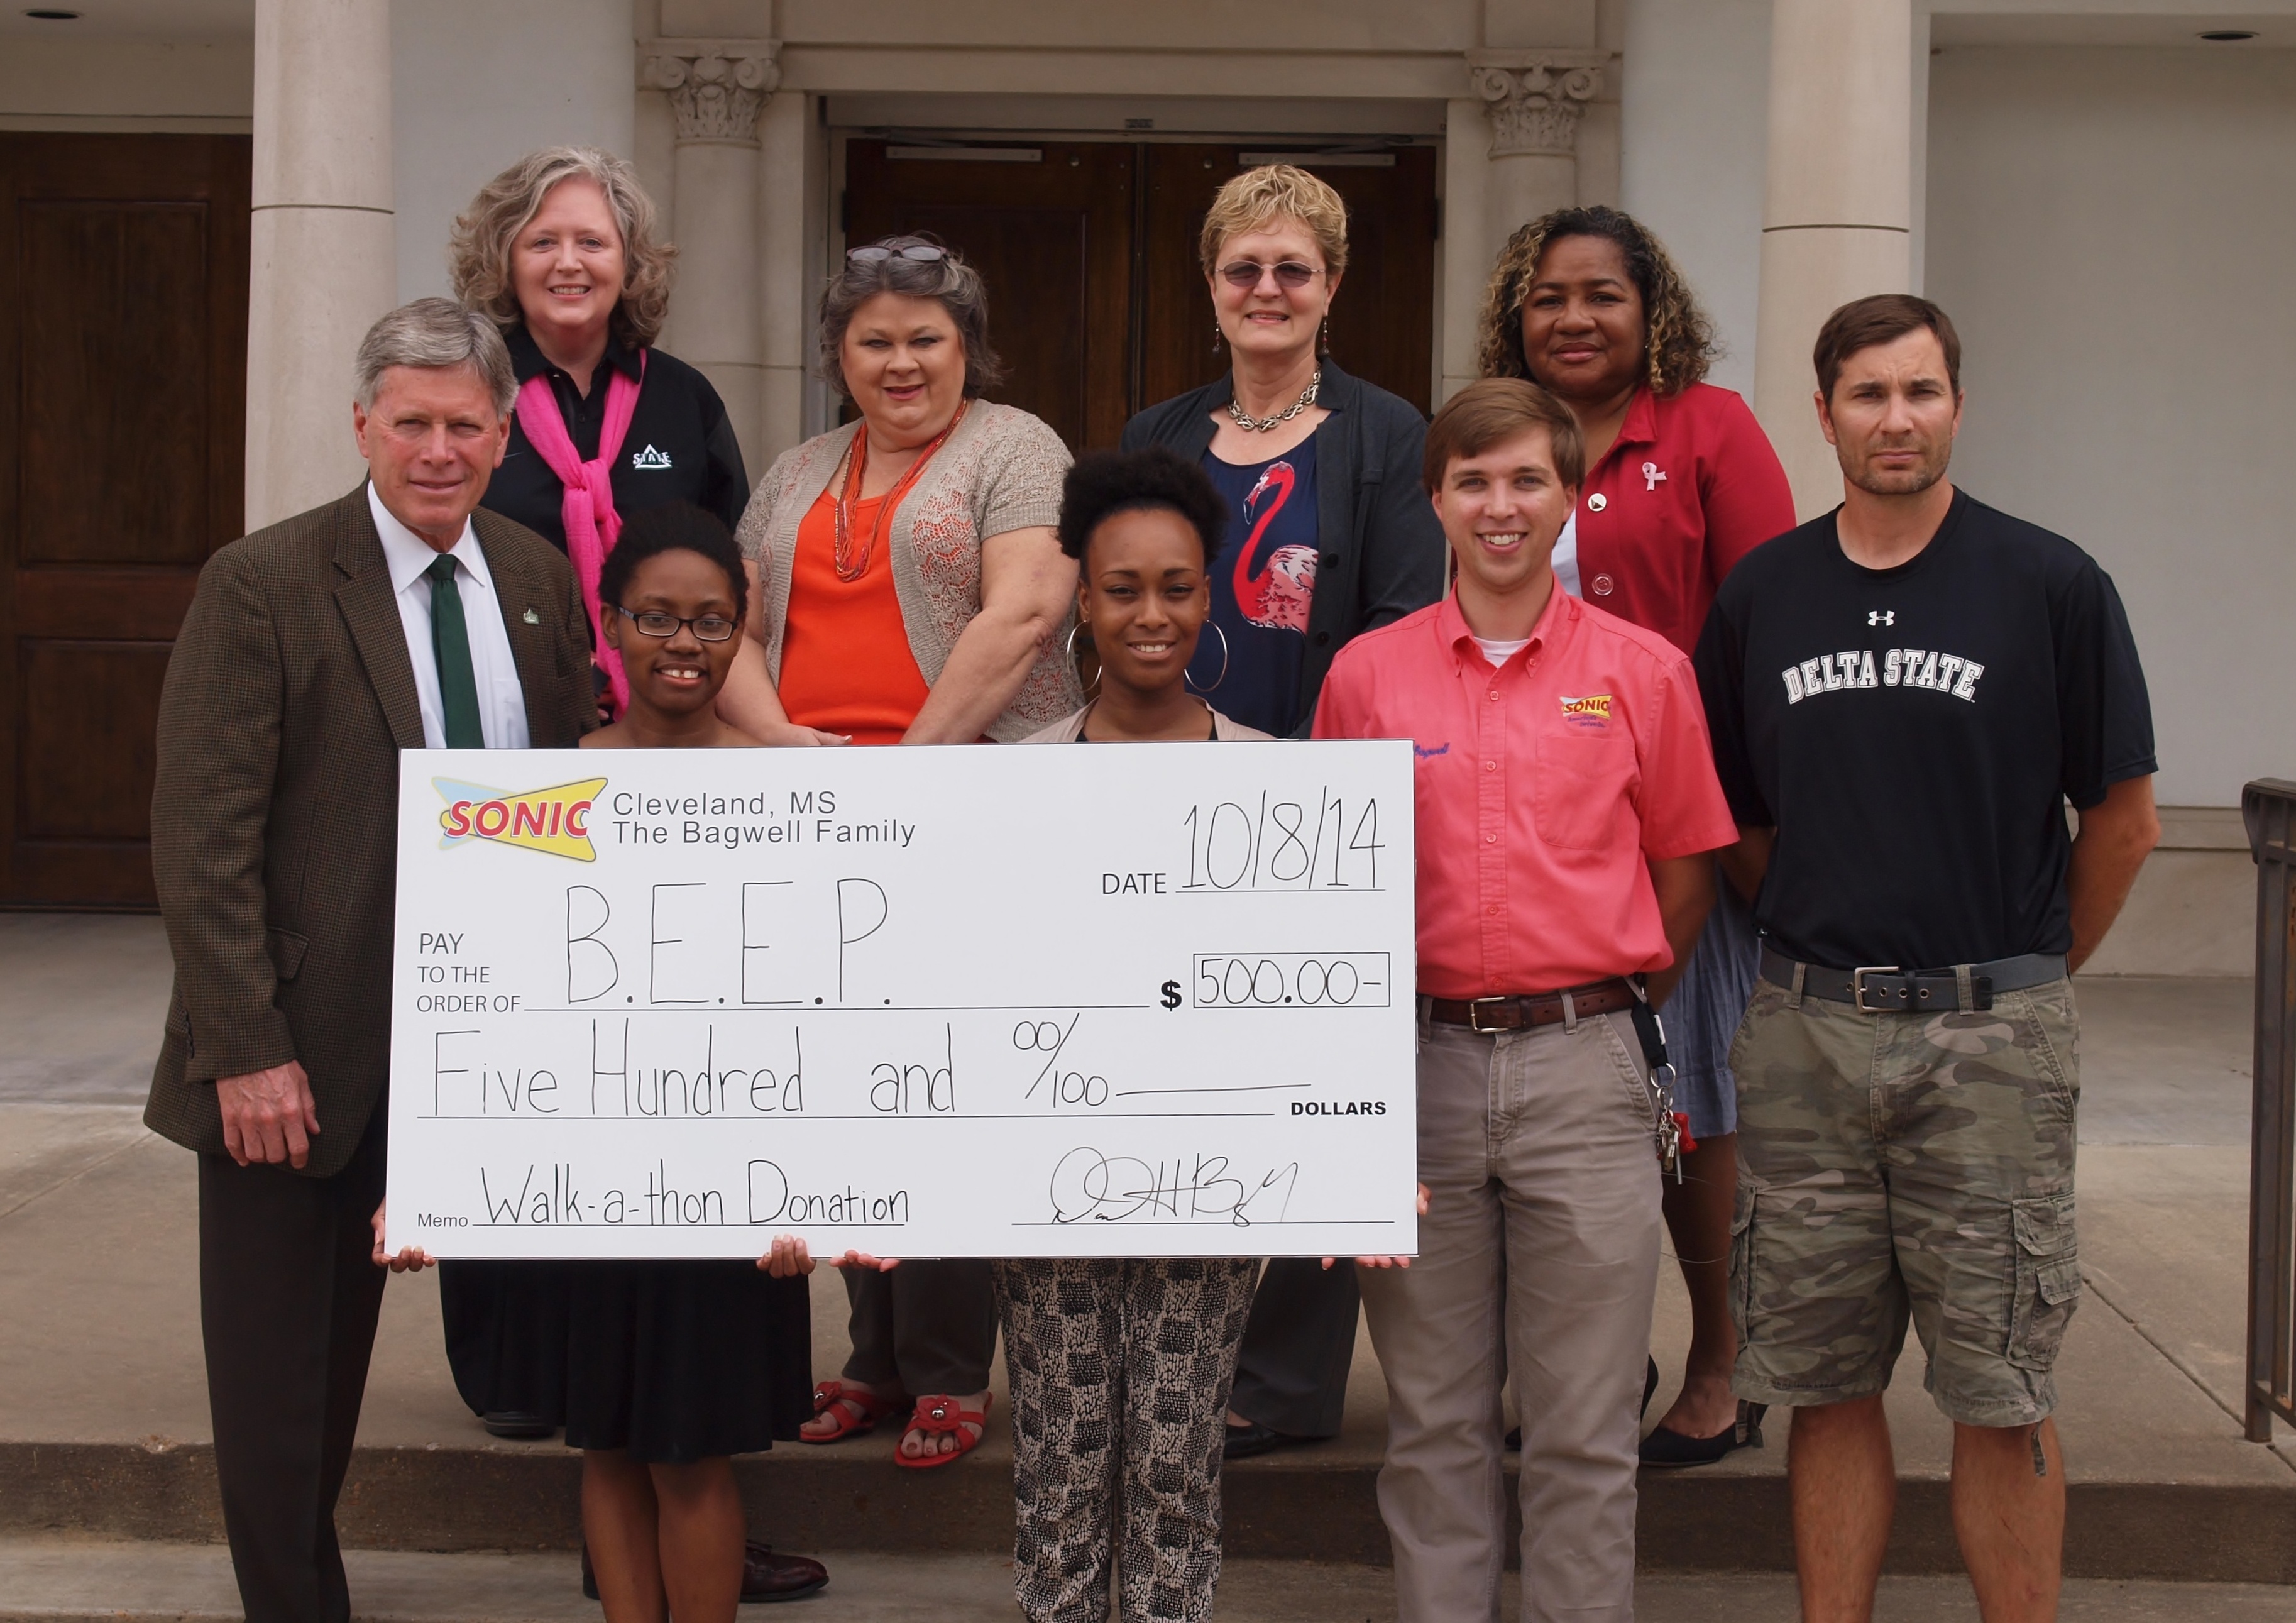 STATE
SONIC
DELTA STATE
SONIC Cleveland, MS
The Bagwell Family
DATE 10/8/14
PAY TO THE ORDER OF B.E.E.P.
$ 500.00-
Five Hundred and 00/100 DOLLARS
Memo Walk-a-thon Donation